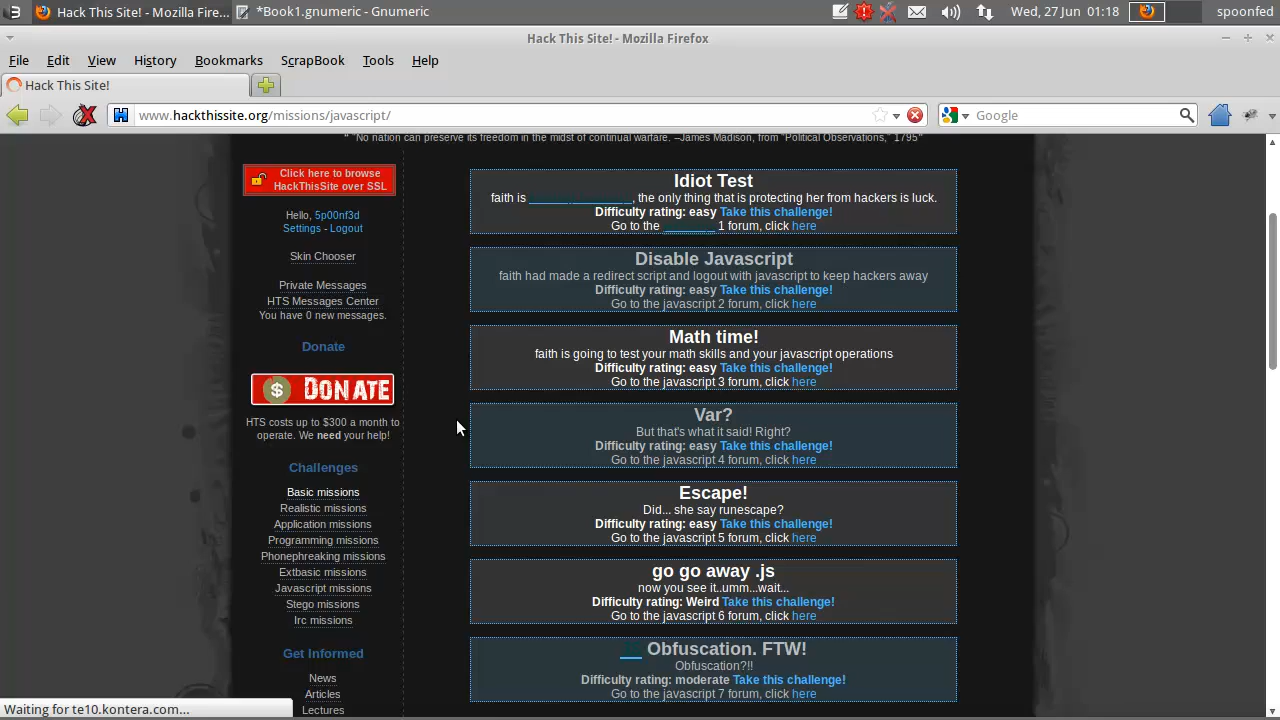 Hack This Site! - Mozilla Fire...
*Book1.gnumeric - Gnumeric
Wed, 27 Jun 01:18
spoonfed
Hack This Site! - Mozilla Firefox
File Edit View History Bookmarks ScrapBook Tools Help
Hack This Site!
www.hackthissite.org/missions/javascript/
Google
"No nation can preserve its freedom in the midst of continual warfare. –James Madison, from "Political Observations," 1795
Click here to browse
HackThisSite over SSL
Hello, 5p00nf3d
Settings - Logout
Skin Chooser
Private Messages
HTS Messages Center
You have 0 new messages.
Donate
$ DONATE
HTS costs up to $300 a month to
operate. We need your help!
Challenges
Basic missions
Realistic missions
Application missions
Programming missions
Phonephreaking missions
Extbasic missions
Javascript missions
Stego missions
Irc missions
Get Informed
News
Articles
Lectures
Idiot Test
faith is , the only thing that is protecting her from hackers is luck.
Difficulty rating: easy Take this challenge!
Go to the 1 forum, click here
Disable Javascript
faith had made a redirect script and logout with javascript to keep hackers away
Difficulty rating: easy Take this challenge!
Go to the javascript 2 forum, click here
Math time!
faith is going to test your math skills and your javascript operations
Difficulty rating: easy Take this challenge!
Go to the javascript 3 forum, click here
Var?
But that's what it said! Right?
Difficulty rating: easy Take this challenge!
Go to the javascript 4 forum, click here
Escape!
Did... she say runescape?
Difficulty rating: easy Take this challenge!
Go to the javascript 5 forum, click here
go go away .js
now you see it..umm...wait...
Difficulty rating: Weird Take this challenge!
Go to the javascript 6 forum, click here
Obfuscation. FTW!
Obfuscation?!!
Difficulty rating: moderate Take this challenge!
Go to the javascript 7 forum, click here
Waiting for te10.kontera.com...